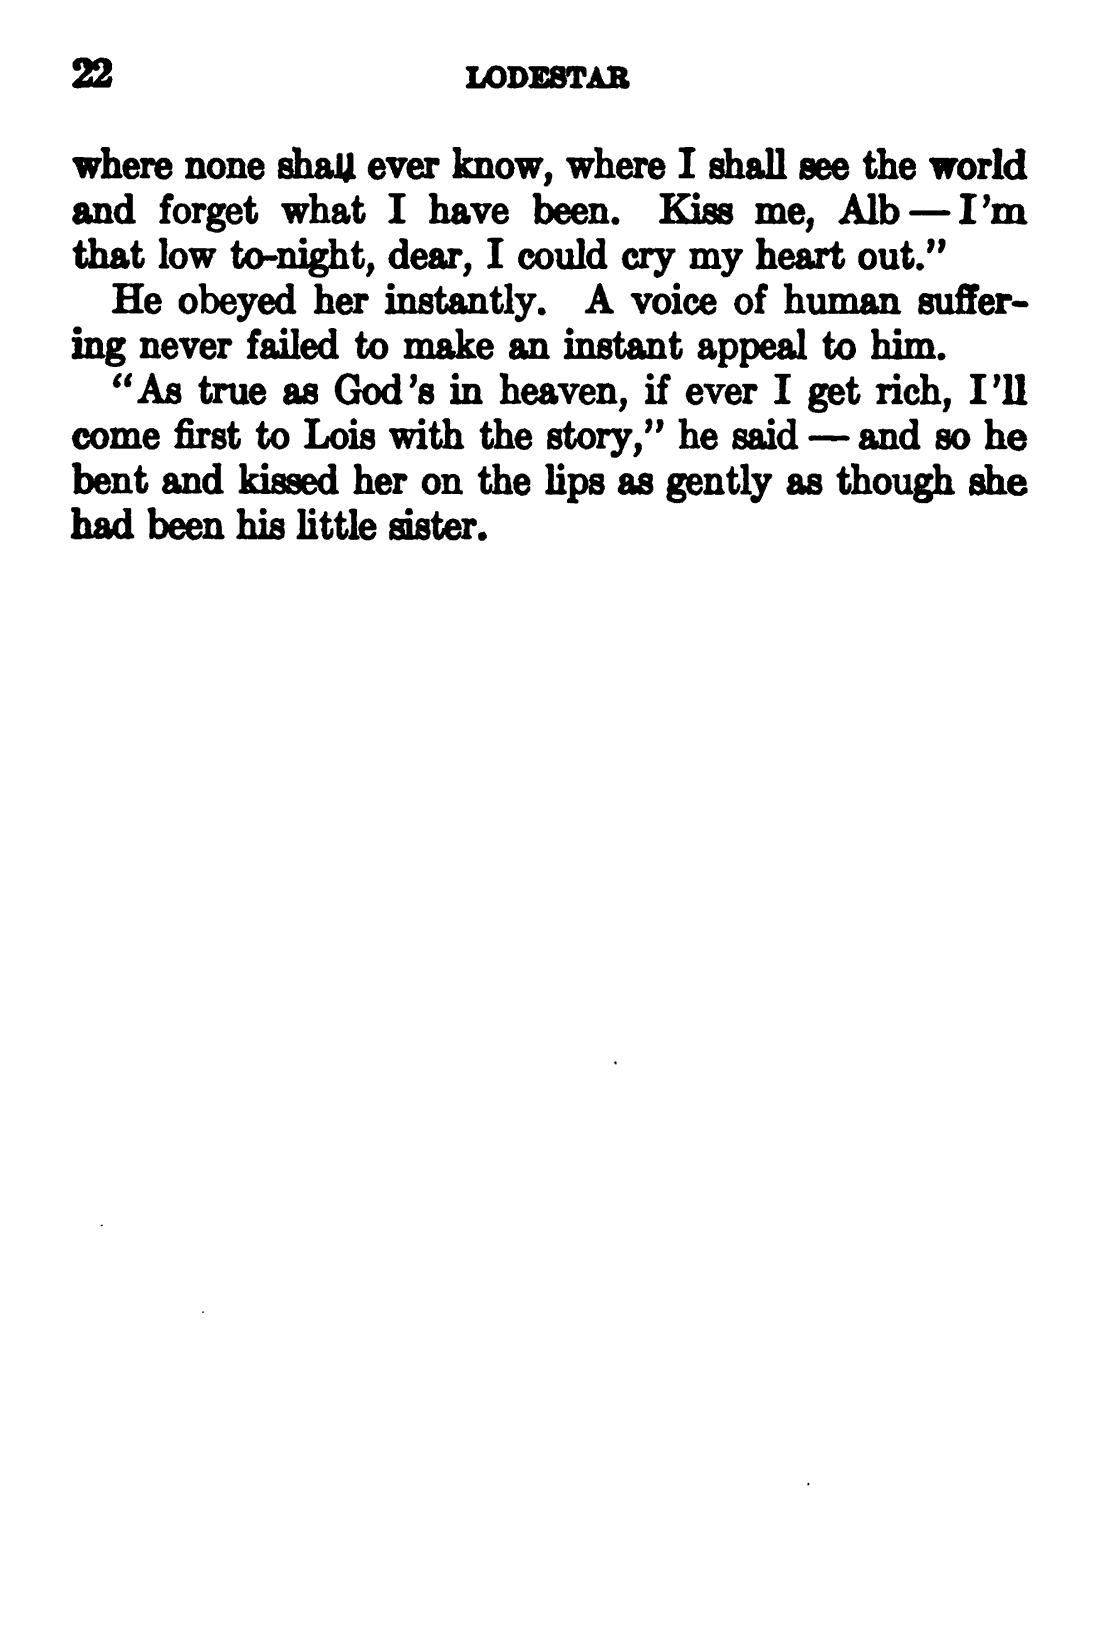 22 LODESTAR
where none shall ever know, where I shall see the world
and forget what I have been. Kiss me, Alb — I'm
that low to-night, dear, I could cry my heart out."
He obeyed her instantly. A voice of human suffer-
ing never failed to make an instant appeal to him.
"As true as God's in heaven, if ever I get rich, I'll
come first to Lois with the story," he said — and so he
bent and kissed her on the lips as gently as though she
had been his little sister.